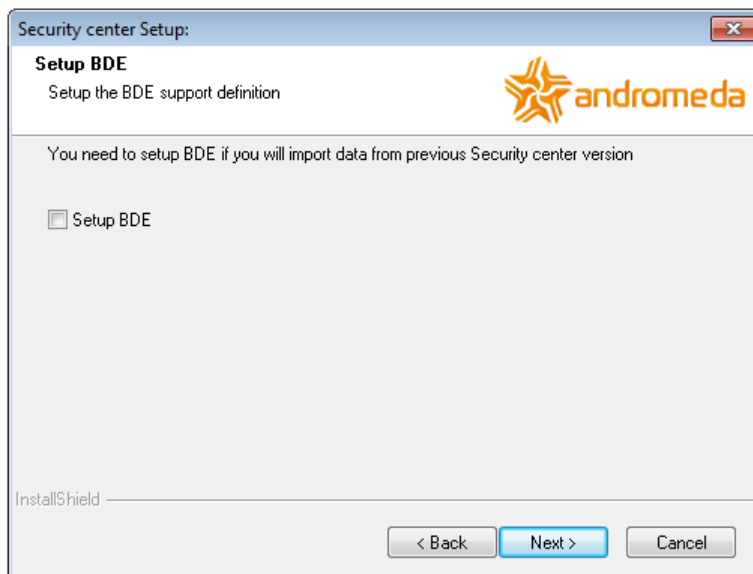 Security center Setup:
Setup BDE
Setup the BDE support definition
andromeda
You need to setup BDE if you will import data from previous Security center version
Setup BDE
InstallShield
< Back Next > Cancel